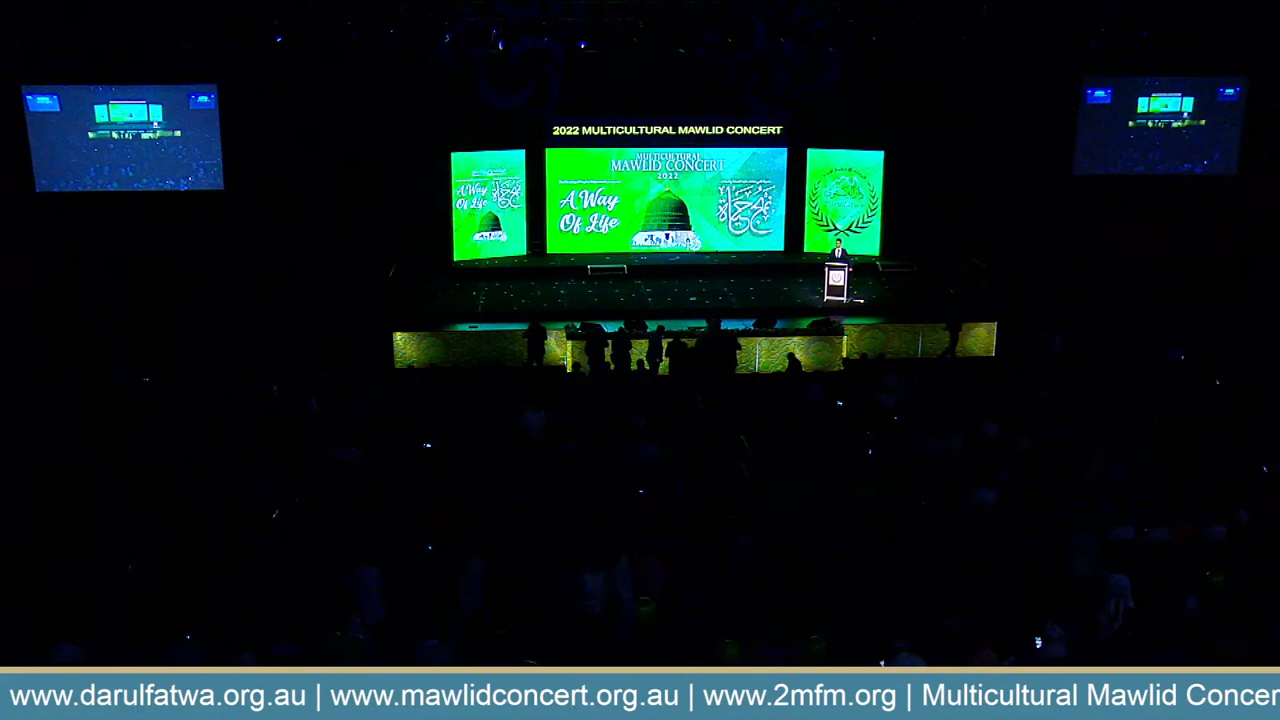 2022 MULTICULTURAL MAWLID CONCERT
MULTICULTURAL
MAWLID CONCERT
2022
A Way
Of Life
A Way
Of Life
www.darulfatwa.org.au | www.mawlidconcert.org.au | www.2mfm.org | Multicultural Mawlid Concer